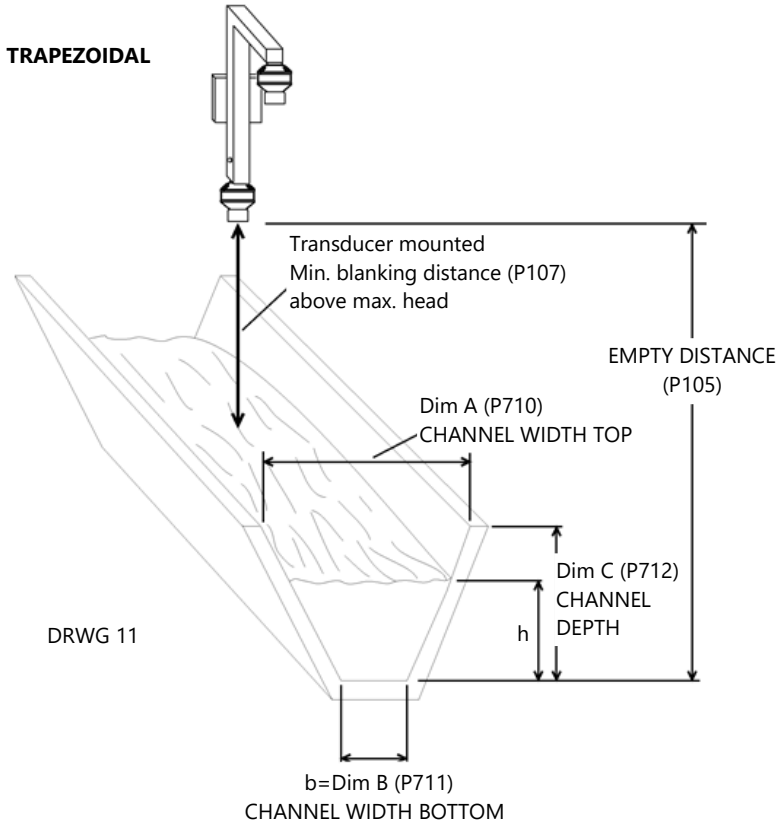 TRAPEZOIDAL
Transducer mounted
Min. blanking distance (P107)
above max. head
EMPTY DISTANCE
(P105)
Dim A (P710)
CHANNEL WIDTH TOP
Dim C (P712)
CHANNEL
DEPTH
h
DRWG 11
b=Dim B (P711)
CHANNEL WIDTH BOTTOM